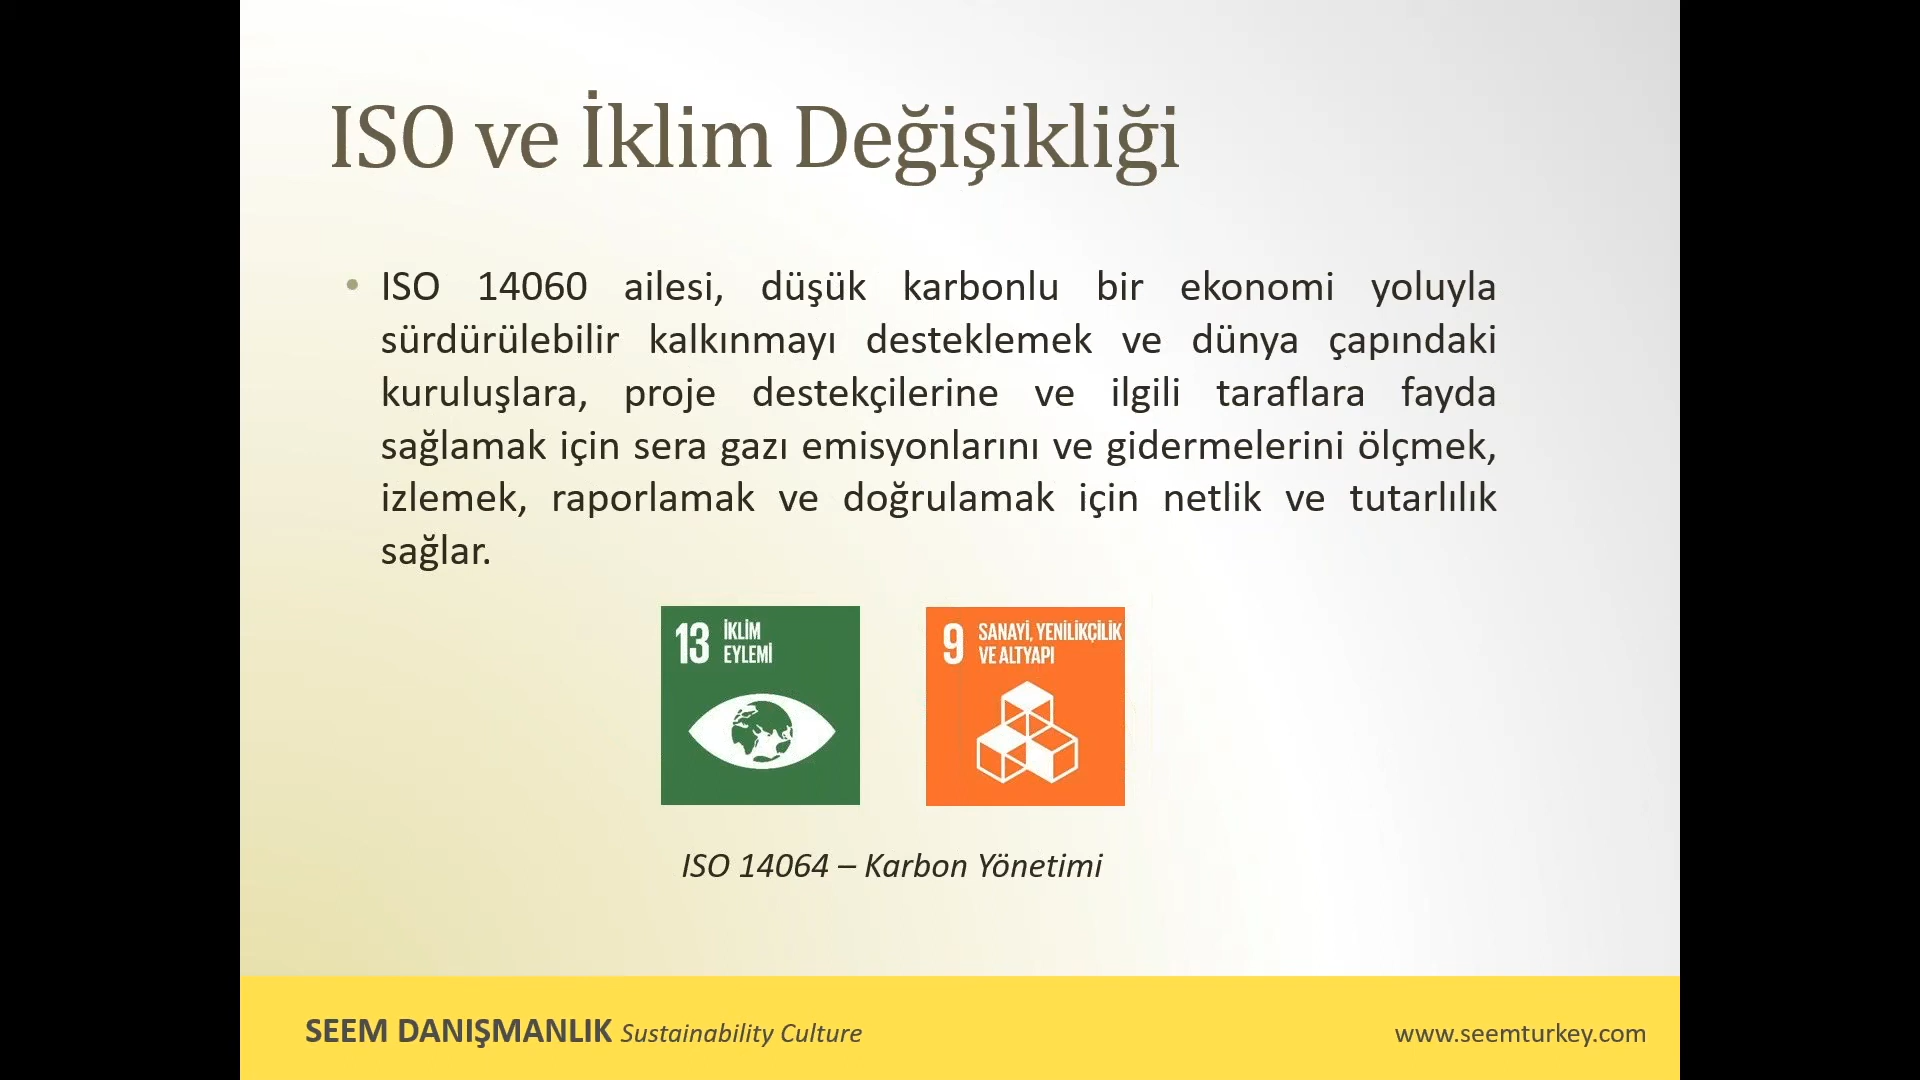 ISO ve İklim Değişikliği
• ISO 14060 ailesi, düşük karbonlu bir ekonomi yoluyla
sürdürülebilir kalkınmayı desteklemek ve dünya çapındaki
kuruluşlara, proje destekçilerine ve ilgili taraflara fayda
sağlamak için sera gazı emisyonlarını ve gidermelerini ölçmek,
izlemek, raporlamak ve doğrulamak için netlik ve tutarlılık
sağlar.
13 İKLİM
EYLEMİ
9 SANAYİ, YENİLİKÇİLİK
VE ALTYAPI
ISO 14064 – Karbon Yönetimi
SEEM DANIŞMANLIK Sustainability Culture
www.seemturkey.com